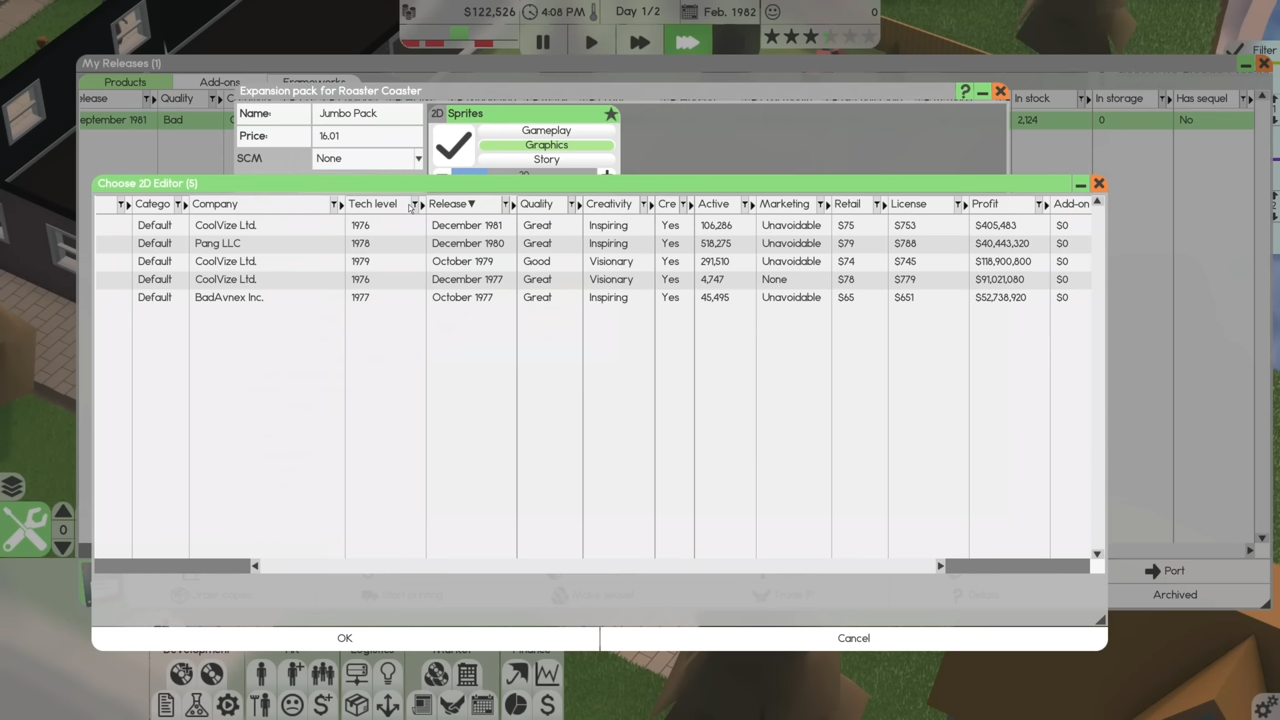 $122,526 4:08 PM Day 1/2 Feb. 1982 0
Filter
My Releases (1)
Products Add-ons Frameworks
elease Quality In stock In storage Has sequel
eptember 1981 Bad 2,124 0 No
Expansion pack for Roaster Coaster ?
Name: Jumbo Pack
Price: 16.01
SCM None
2D Sprites
Gameplay
Graphics
Story
20
Choose 2D Editor (5)
Catego Company Tech level Release Quality Creativity Cre Active Marketing Retail License Profit Add-on
Default CoolVize Ltd. 1976 December 1981 Great Inspiring Yes 106,286 Unavoidable $75 $753 $405,483 $0
Default Pang LLC 1978 December 1980 Great Inspiring Yes 518,275 Unavoidable $79 $788 $40,443,320 $0
Default CoolVize Ltd. 1979 October 1979 Good Visionary Yes 291,510 Unavoidable $74 $745 $118,900,800 $0
Default CoolVize Ltd. 1976 December 1977 Great Visionary Yes 4,747 None $78 $779 $91,021,080 $0
Default BadAvnex Inc. 1977 October 1977 Great Inspiring Yes 45,495 Unavoidable $65 $651 $52,738,920 $0
0
Port
Archived
OK Cancel
Development HR Logistics Market Finance